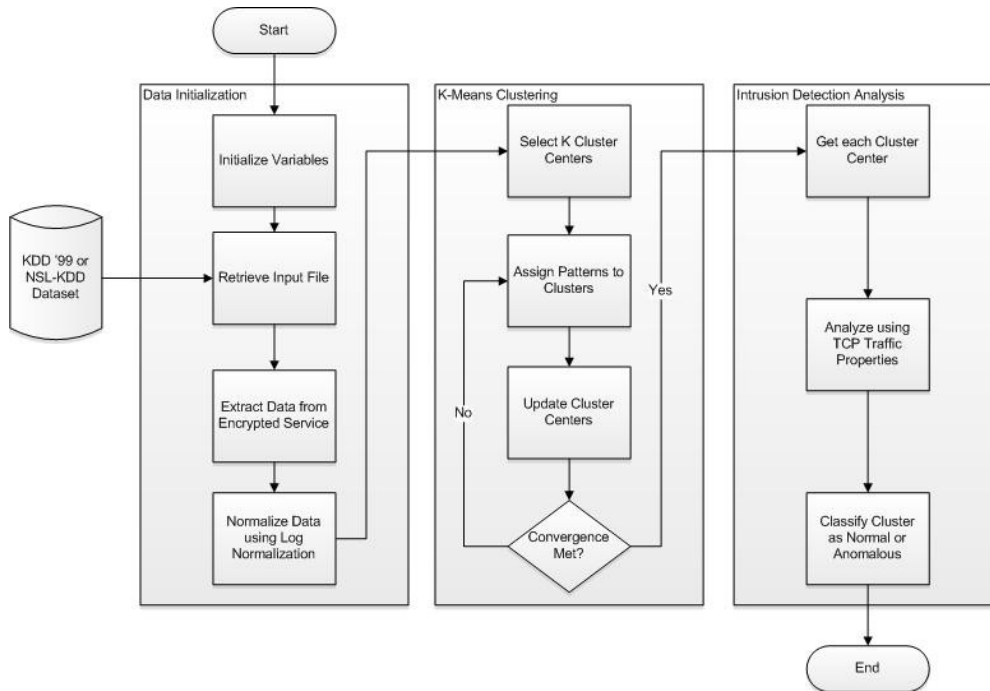 Start
Data Initialization
Initialize Variables
KDD '99 or
NSL-KDD
Dataset
Retrieve Input File
Extract Data from
Encrypted Service
Normalize Data
using Log
Normalization
K-Means Clustering
Select K Cluster
Centers
Assign Patterns to
Clusters
Update Cluster
Centers
Convergence
Met?
No
Yes
Intrusion Detection Analysis
Get each Cluster
Center
Analyze using
TCP Traffic
Properties
Classify Cluster
as Normal or
Anomalous
End